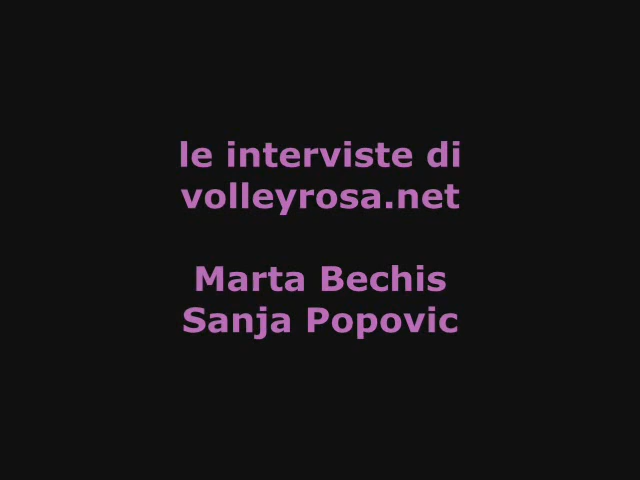 le interviste di
volleyrosa.net
Marta Bechis
Sanja Popovic